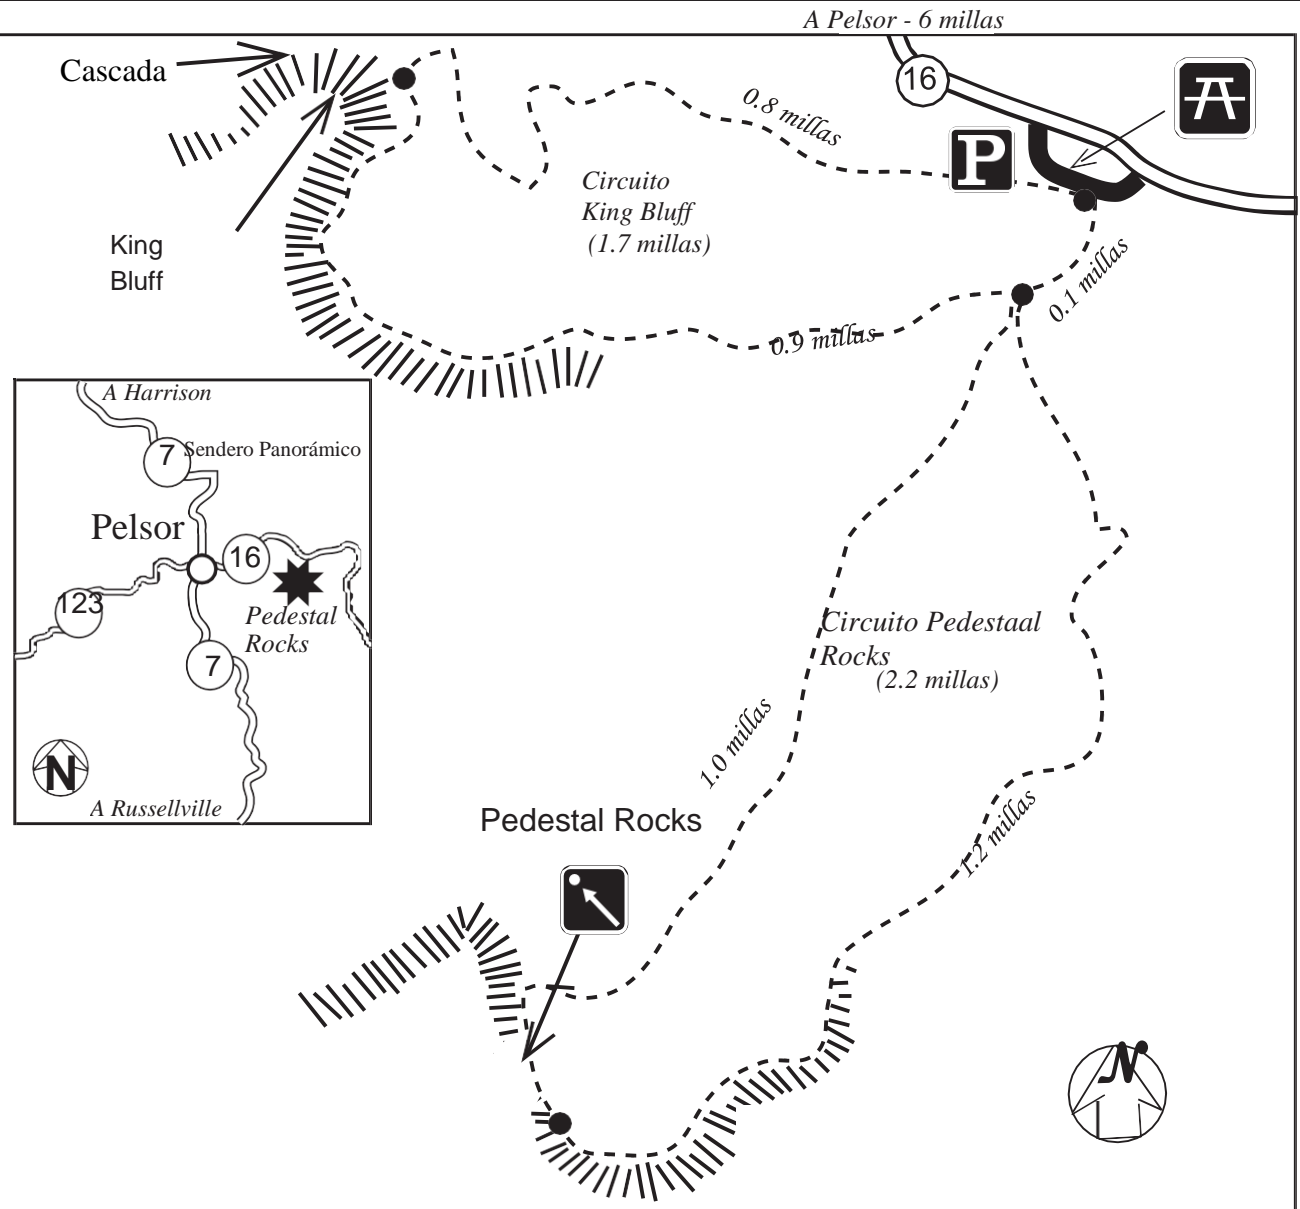 A Pelsor - 6 millas
Cascada
16
0.8 millas
P
Circuito
King Bluff
(1.7 millas)
King
Bluff
0.1 millas
0.9 millas
A Harrison
7
Sendero Panorámico
Pelsor
16
123
Pedestal
Rocks
7
N
A Russellville
Circuito Pedestaal
Rocks
(2.2 millas)
1.0 millas
1.2 millas
Pedestal Rocks
N